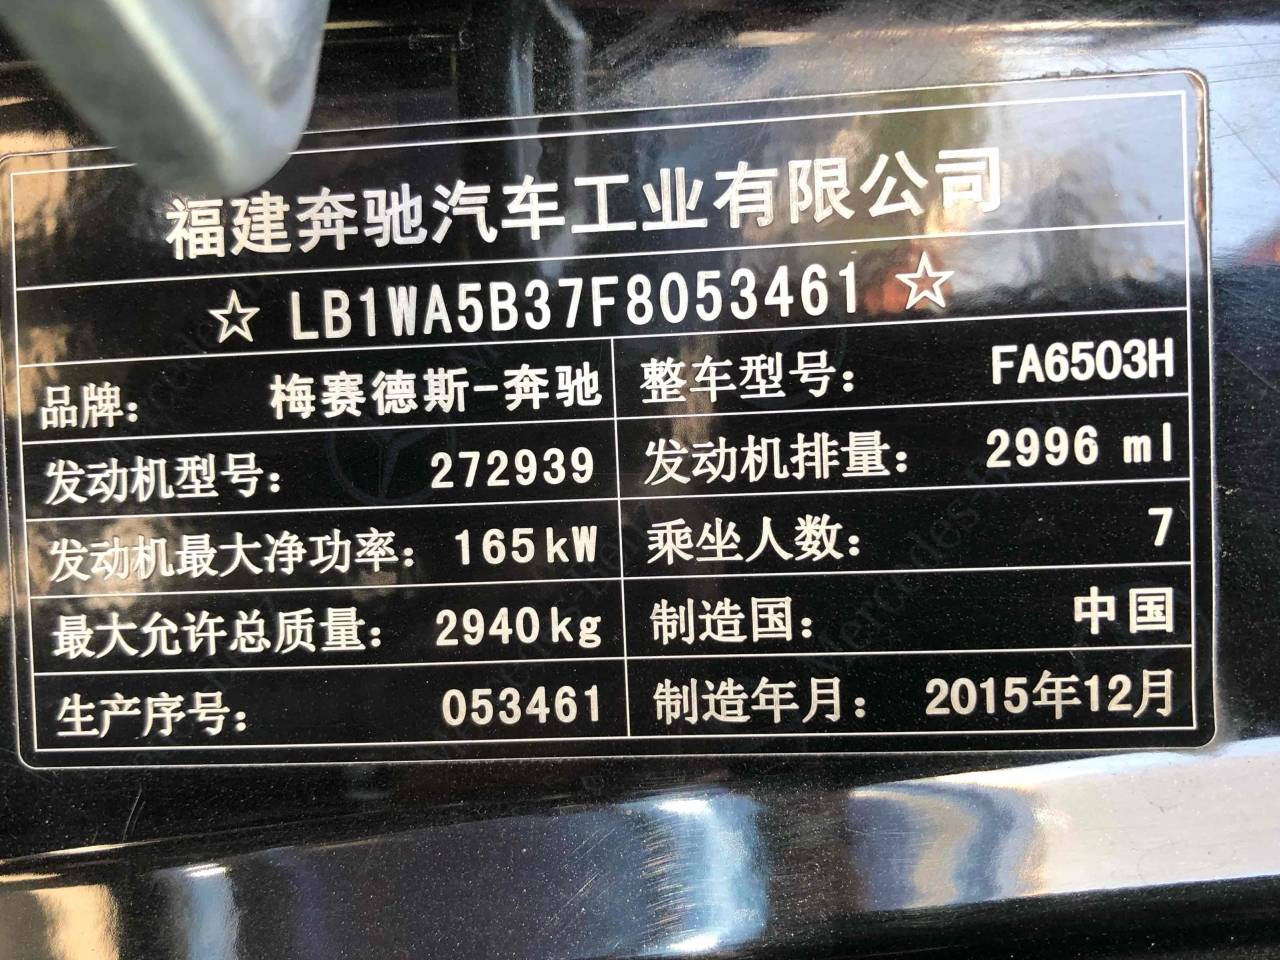 福建奔驰汽车工业有限公司
☆ LB1WA5B37F8053461 ☆
品牌： 梅赛德斯-奔驰 整车型号： FA6503H
发动机型号： 272939 发动机排量： 2996 ml
发动机最大净功率： 165kW 乘坐人数： 7
最大允许总质量： 2940kg 制造国： 中国
生产序号： 053461 制造年月： 2015年12月